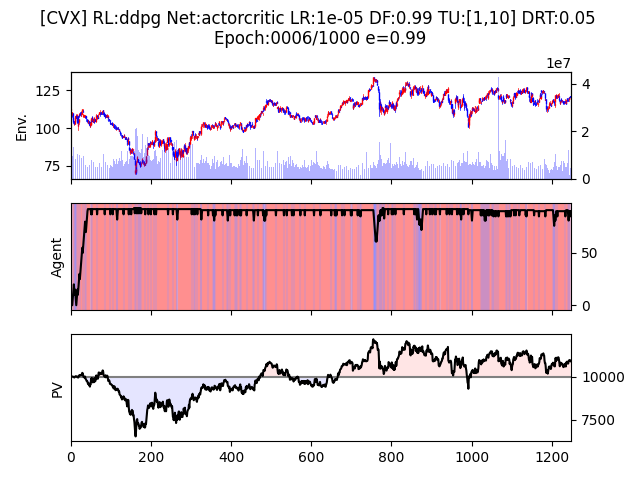 [CVX] RL:ddpg Net:actorcritic LR:1e-05 DF:0.99 TU:[1,10] DRT:0.05
Epoch:0006/1000 e=0.99
1e7
125
100
75
Env.
4
2
0
Agent
50
0
PV
10000
7500
0 200 400 600 800 1000 1200